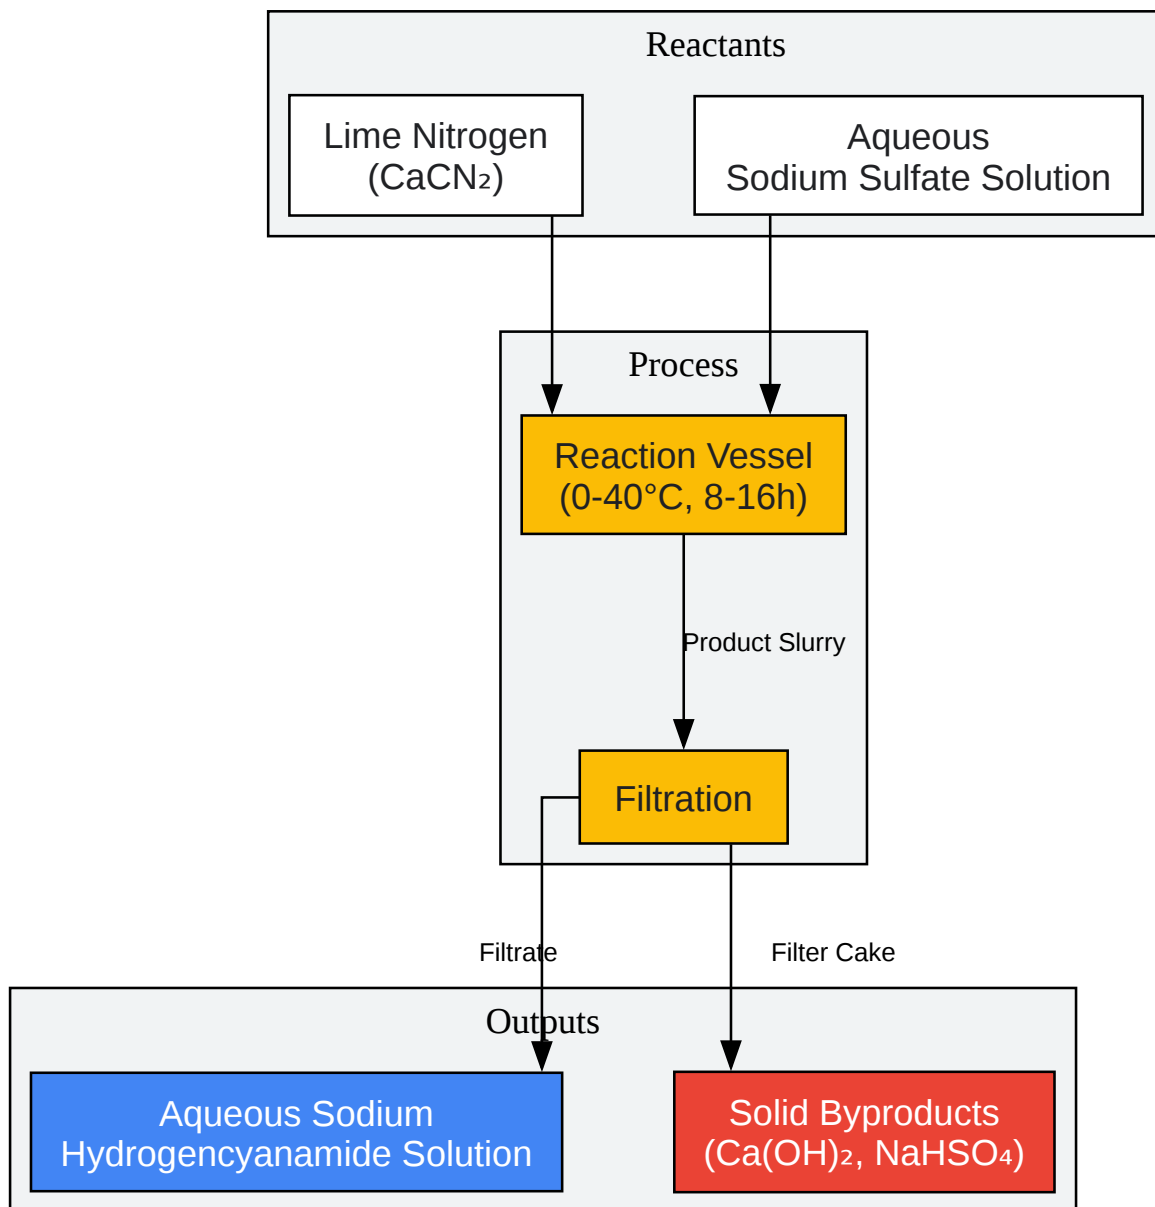 Reactants
Lime Nitrogen
(CaCN₂)
Aqueous
Sodium Sulfate Solution
Process
Reaction Vessel
(0-40°C, 8-16h)
Product Slurry
Filtration
Filtrate
Filter Cake
Outputs
Aqueous Sodium
Hydrogencyanamide Solution
Solid Byproducts
(Ca(OH)₂, NaHSO₄)